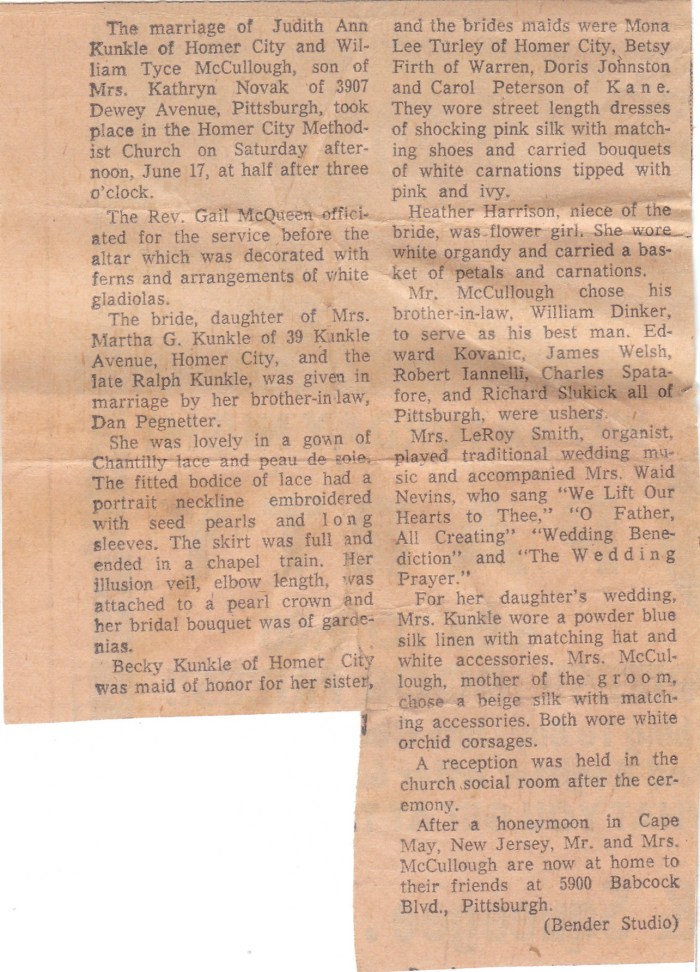 The marriage of Judith Ann
Kunkle of Homer City and Wil-
liam Tyce McCullough, son of
Mrs. Kathryn Novak of 3907
Dewey Avenue, Pittsburgh, took
place in the Homer City Method-
ist Church on Saturday after-
noon, June 17, at half after three
o'clock.
The Rev. Gail McQueen offici-
ated for the service before the
altar which was decorated with
ferns and arrangements of white
gladiolas.
The bride, daughter of Mrs.
Martha G. Kunkle of 39 Kunkle
Avenue, Homer City, and the
late Ralph Kunkle, was given in
marriage by her brother-in law,
Dan Pegnetter.
She was lovely in a gown of
Chantilly lace and peau de soie.
The fitted bodice of lace had a
portrait neckline embroidered
with seed pearls and long
sleeves. The skirt was full and
ended in a chapel train. Her
illusion veil, elbow length, was
attached to a pearl crown and
her bridal bouquet was of garde-
nias.
Becky Kunkle of Homer City
was maid of honor for her sister,
and the brides maids were Mona
Lee Turley of Homer City, Betsy
Firth of Warren, Doris Johnston
and Carol Peterson of Kane.
They wore street length dresses
of shocking pink silk with match-
ing shoes and carried bouquets
of white carnations tipped with
pink and ivy.
Heather Harrison, niece of the
bride, was flower girl. She wore
white organdy and carried a bas-
ket of petals and carnations.
Mr. McCullough chose his
brother-in-law, William Dinker,
to serve as his best man. Ed-
ward Kovanic, James Welsh,
Robert Iannelli, Charles Spata-
fore, and Richard Slukick all of
Pittsburgh, were ushers.
Mrs. LeRoy Smith, organist,
played traditional wedding mu-
sic and accompanied Mrs. Waid
Nevins, who sang "We Lift Our
Hearts to Thee," "O Father,
All Creating" "Wedding Bene-
diction" and "The Wedding
Prayer."
For her daughter's wedding,
Mrs. Kunkle wore a powder blue
silk linen with matching hat and
white accessories. Mrs. McCul-
lough, mother of the groom,
chose a beige silk with match-
ing accessories. Both wore white
orchid corsages.
A reception was held in the
church social room after the cer-
emony.
After a honeymoon in Cape
May, New Jersey, Mr. and Mrs.
McCullough are now at home to
their friends at 5900 Babcock
Blvd., Pittsburgh.
(Bender Studio)